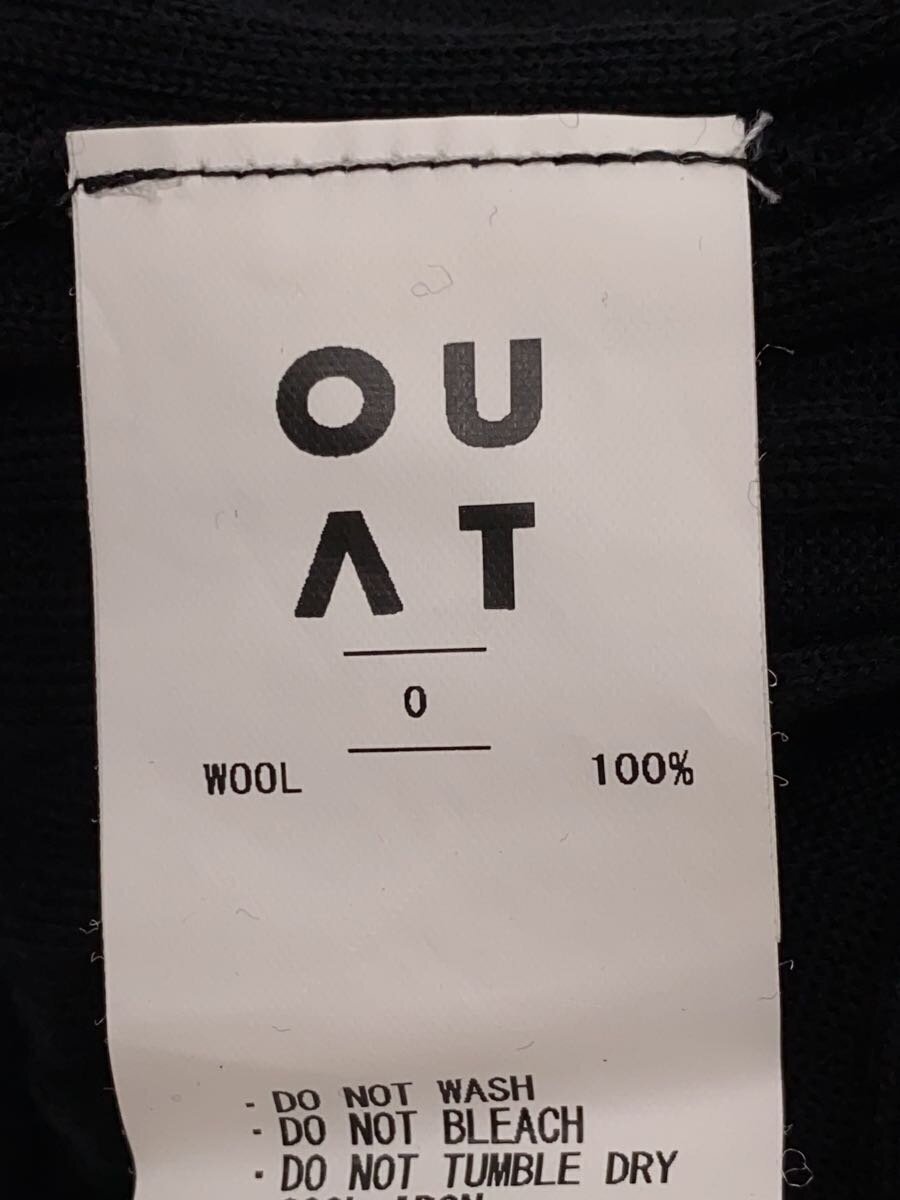 OU
ΛT
0
WOOL 100%
- DO NOT WASH
- DO NOT BLEACH
- DO NOT TUMBLE DRY